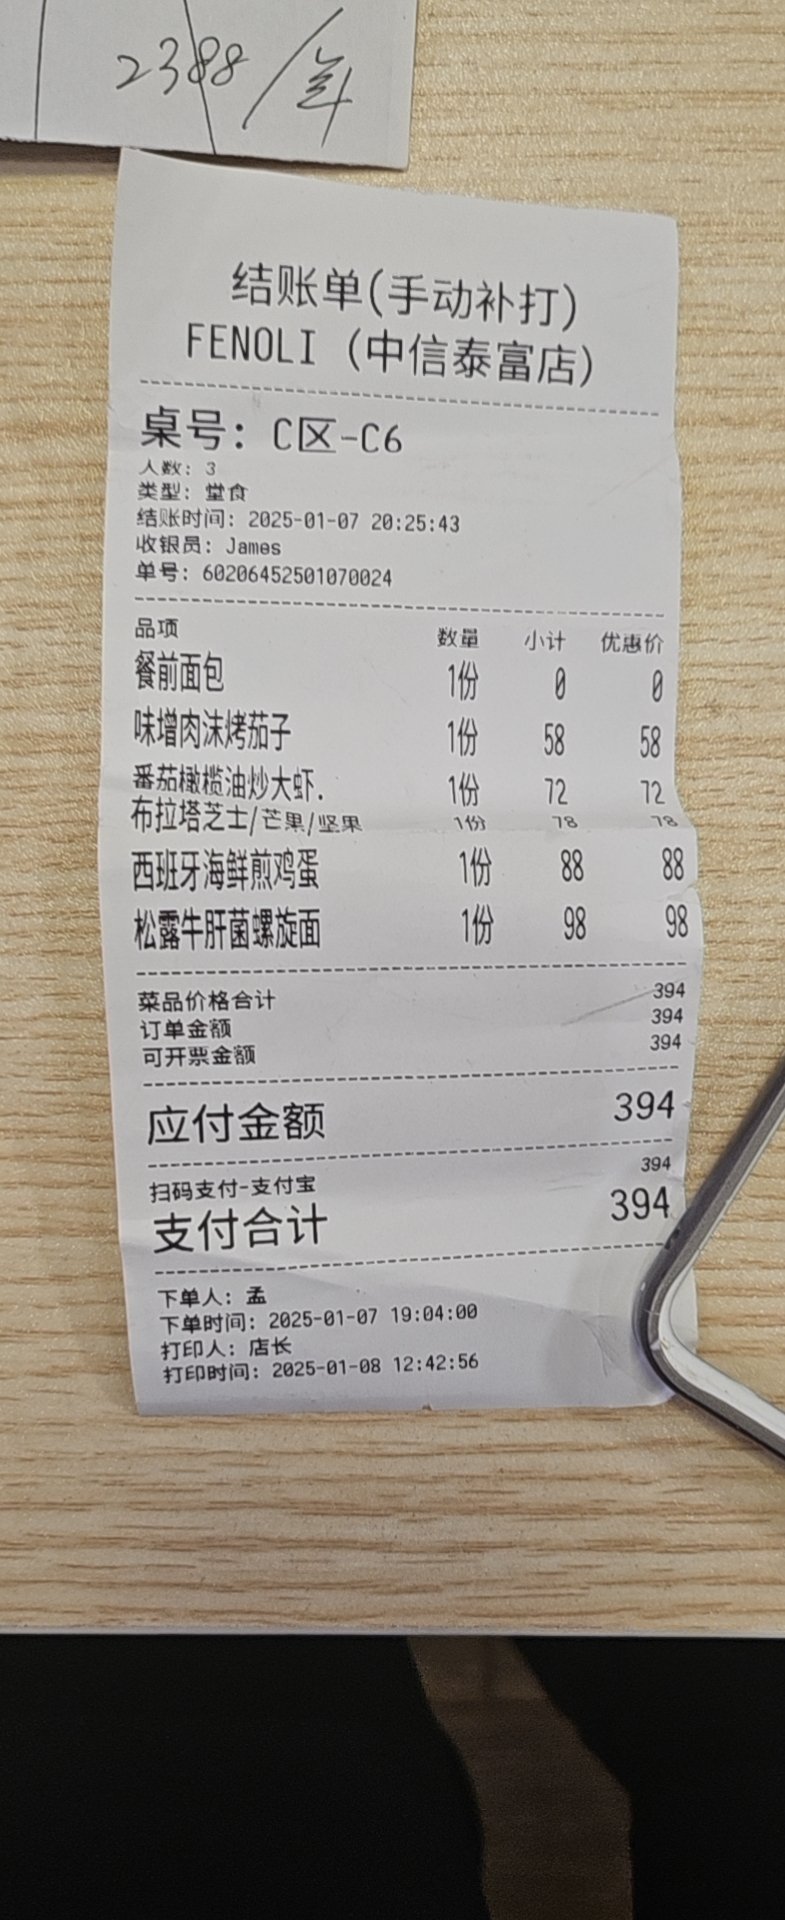 2388/年
结账单(手动补打)
FENOLI (中信泰富店)
桌号: C区-C6
人数: 3
类型: 堂食
结账时间: 2025-01-07 20:25:43
收银员: James
单号: 60206452501070024
品项 数量 小计 优惠价
餐前面包 1份 0 0
味增肉沫烤茄子 1份 58 58
番茄橄榄油炒大虾. 1份 72 72
布拉塔芝士/芒果/坚果 1份 78 78
西班牙海鲜煎鸡蛋 1份 88 88
松露牛肝菌螺旋面 1份 98 98
菜品价格合计 394
订单金额 394
可开票金额 394
应付金额 394
扫码支付-支付宝 394
支付合计 394
下单人: 孟
下单时间: 2025-01-07 19:04:00
打印人: 店长
打印时间: 2025-01-08 12:42:56